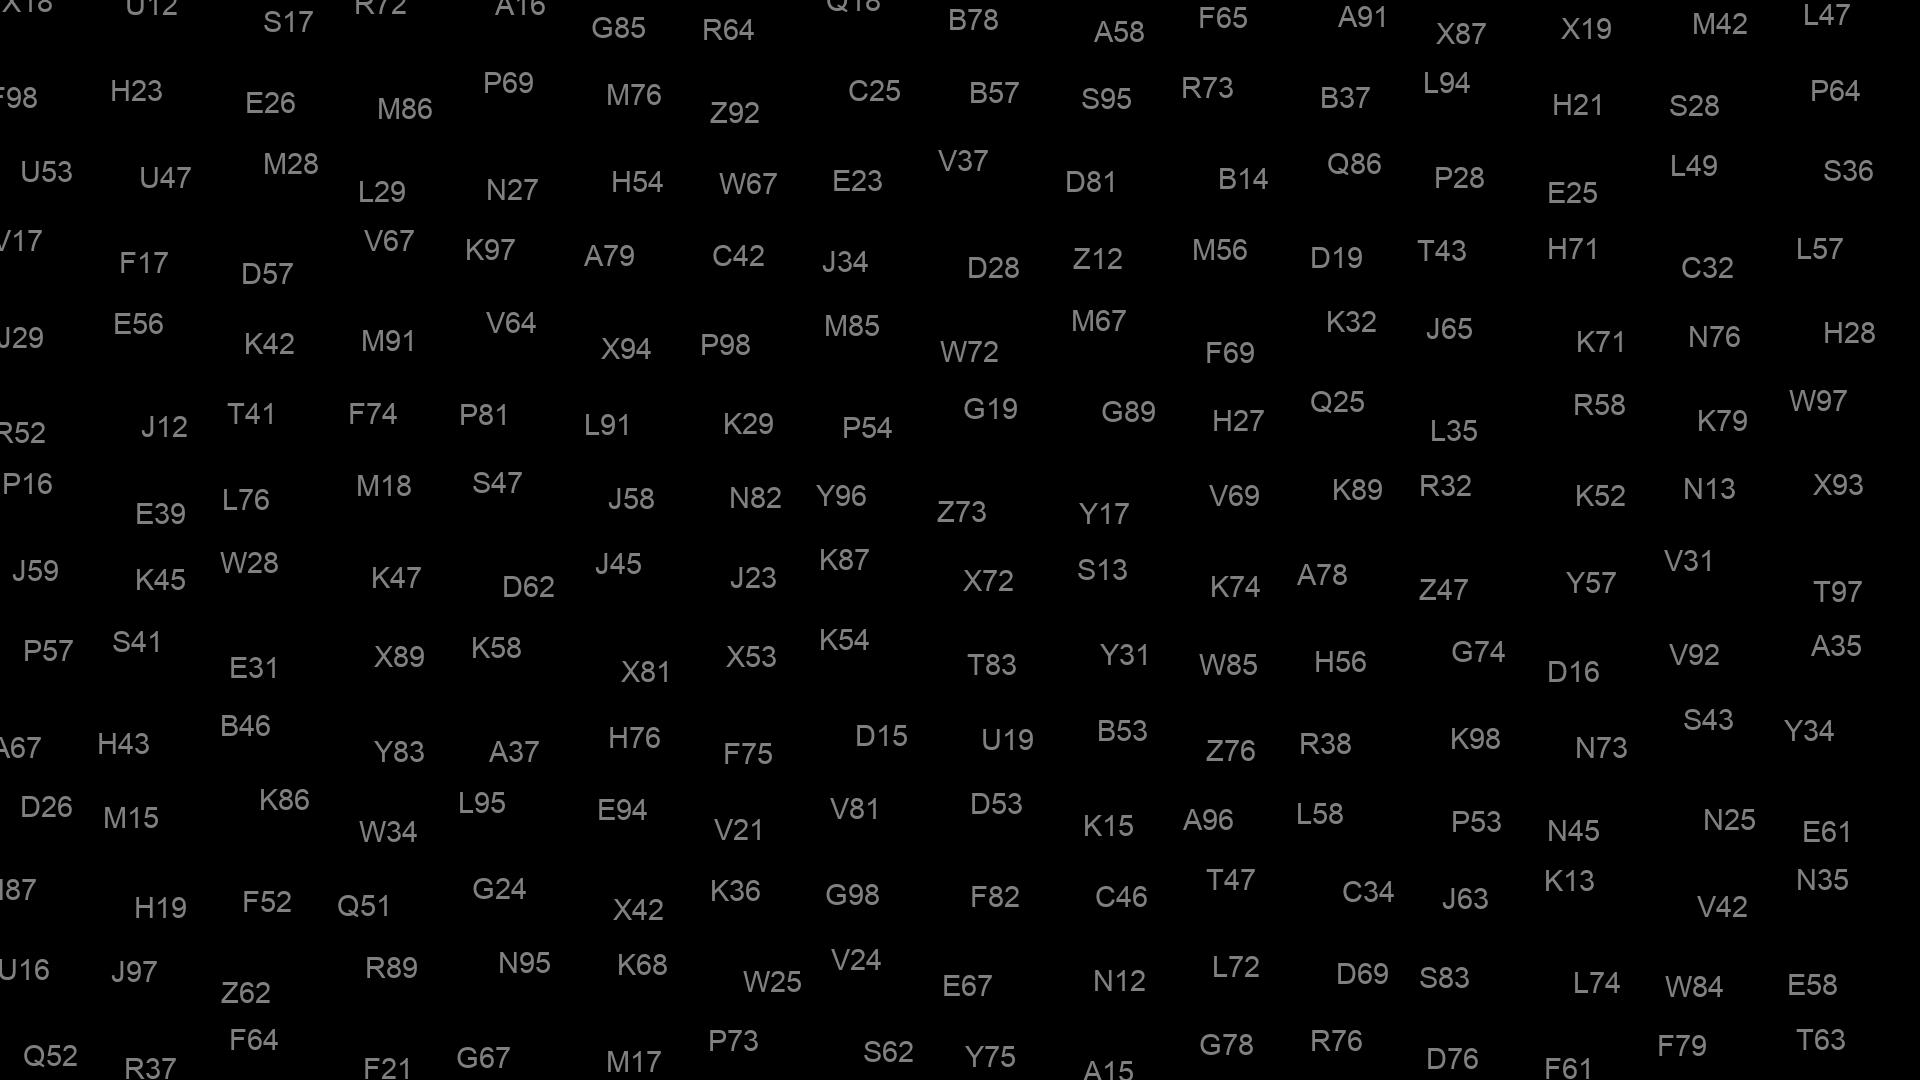 X18 U12 S17 R72 A16 G85 R64 Q18 B78 A58 F65 A91 X87 X19 M42 L47
F98 H23 E26 M86 P69 M76 Z92 C25 B57 S95 R73 B37 L94 H21 S28 P64
U53 U47 M28 L29 N27 H54 W67 E23 V37 D81 B14 Q86 P28 E25 L49 S36
V17 F17 D57 V67 K97 A79 C42 J34 D28 Z12 M56 D19 T43 H71 C32 L57
J29 E56 K42 M91 V64 X94 P98 M85 W72 M67 F69 K32 J65 K71 N76 H28
R52 J12 T41 F74 P81 L91 K29 P54 G19 G89 H27 Q25 L35 R58 K79 W97
P16 E39 L76 M18 S47 J58 N82 Y96 Z73 Y17 V69 K89 R32 K52 N13 X93
J59 K45 W28 K47 D62 J45 J23 K87 X72 S13 K74 A78 Z47 Y57 V31 T97
P57 S41 E31 X89 K58 X81 X53 K54 T83 Y31 W85 H56 G74 D16 V92 A35
A67 H43 B46 Y83 A37 H76 F75 D15 U19 B53 Z76 R38 K98 N73 S43 Y34
D26 M15 K86 W34 L95 E94 V21 V81 D53 K15 A96 L58 P53 N45 N25 E61
H19 F52 Q51 G24 X42 K36 G98 F82 C46 T47 C34 J63 K13 V42 N35
U16 J97 Z62 R89 N95 K68 W25 V24 E67 N12 L72 D69 S83 L74 W84 E58
Q52 R37 F64 F21 G67 M17 P73 S62 Y75 A15 G78 R76 D76 F61 F79 T63